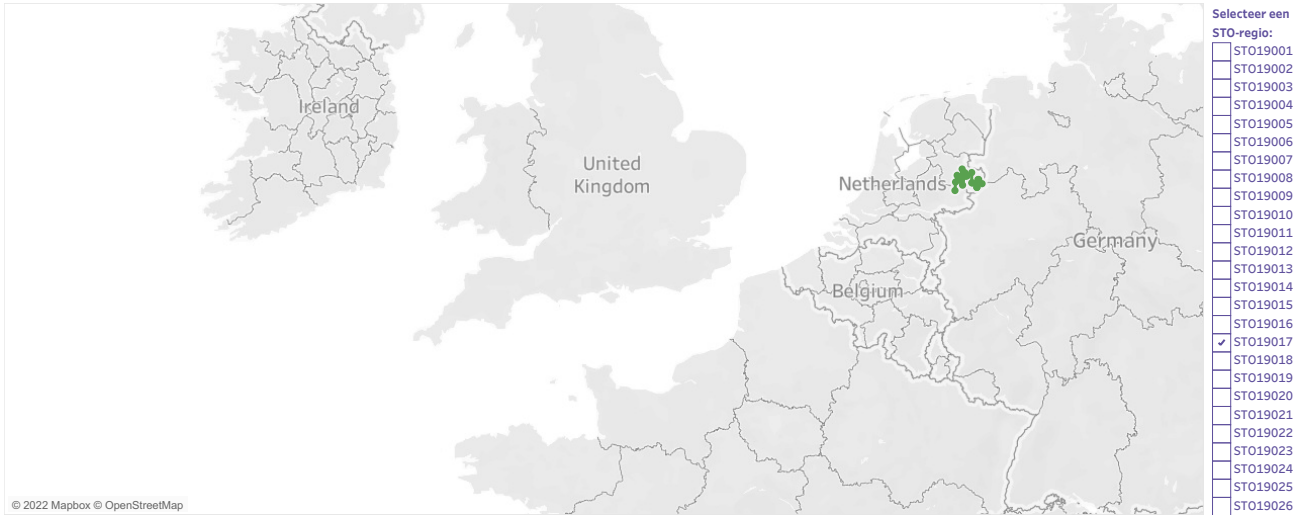 Ireland
United
Kingdom
Netherlands
Germany
Belgium
© 2022 Mapbox © OpenStreetMap
Selecteer een
STO-regio:
STO19001
STO19002
STO19003
STO19004
STO19005
STO19006
STO19007
STO19008
STO19009
STO19010
STO19011
STO19012
STO19013
STO19014
STO19015
STO19016
STO19017
STO19018
STO19019
STO19020
STO19021
STO19022
STO19023
STO19024
STO19025
STO19026